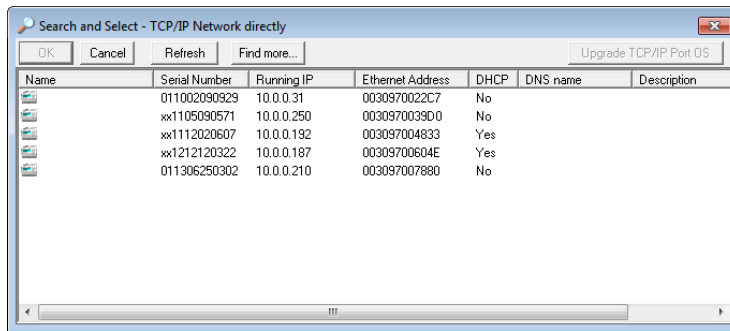 Search and Select - TCP/IP Network directly
OK Cancel Refresh Find more... Upgrade TCP/IP Port OS
Name Serial Number Running IP Ethernet Address DHCP DNS name Description
011002090929 10.0.0.31 0030970022C7 No
xx1105090571 10.0.0.250 0030970039D0 No
xx1112020607 10.0.0.192 003097004833 Yes
xx1212120322 10.0.0.187 00309700604E Yes
011306250302 10.0.0.210 003097007880 No